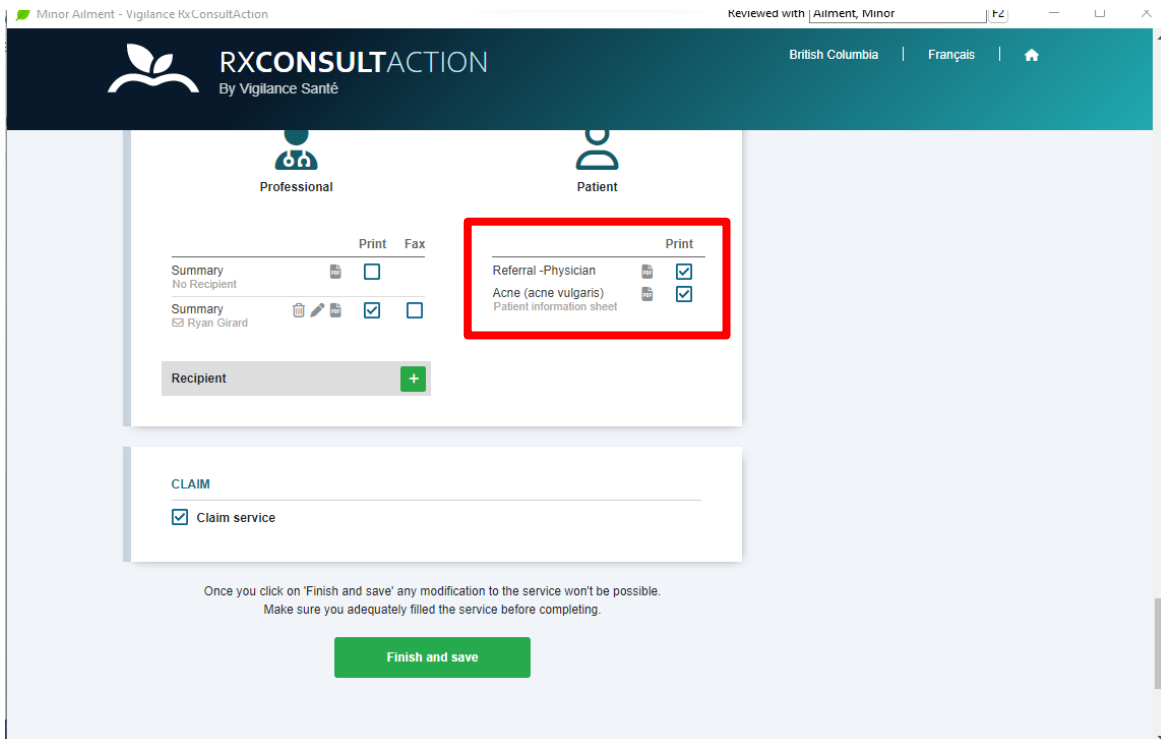 Minor Ailment - Vigilance RxConsultAction
Reviewed with Ailment, Minor F2
RXCONSULTACTION
By Vigilance Santé
British Columbia | Français |
Professional
Patient
Print Fax
Summary
No Recipient
Summary
Ryan Girard
Recipient +
Print
Referral -Physician PDF
Acne (acne vulgaris) PDF
Patient information sheet
CLAIM
Claim service
Once you click on 'Finish and save' any modification to the service won't be possible.
Make sure you adequately filled the service before completing.
Finish and save